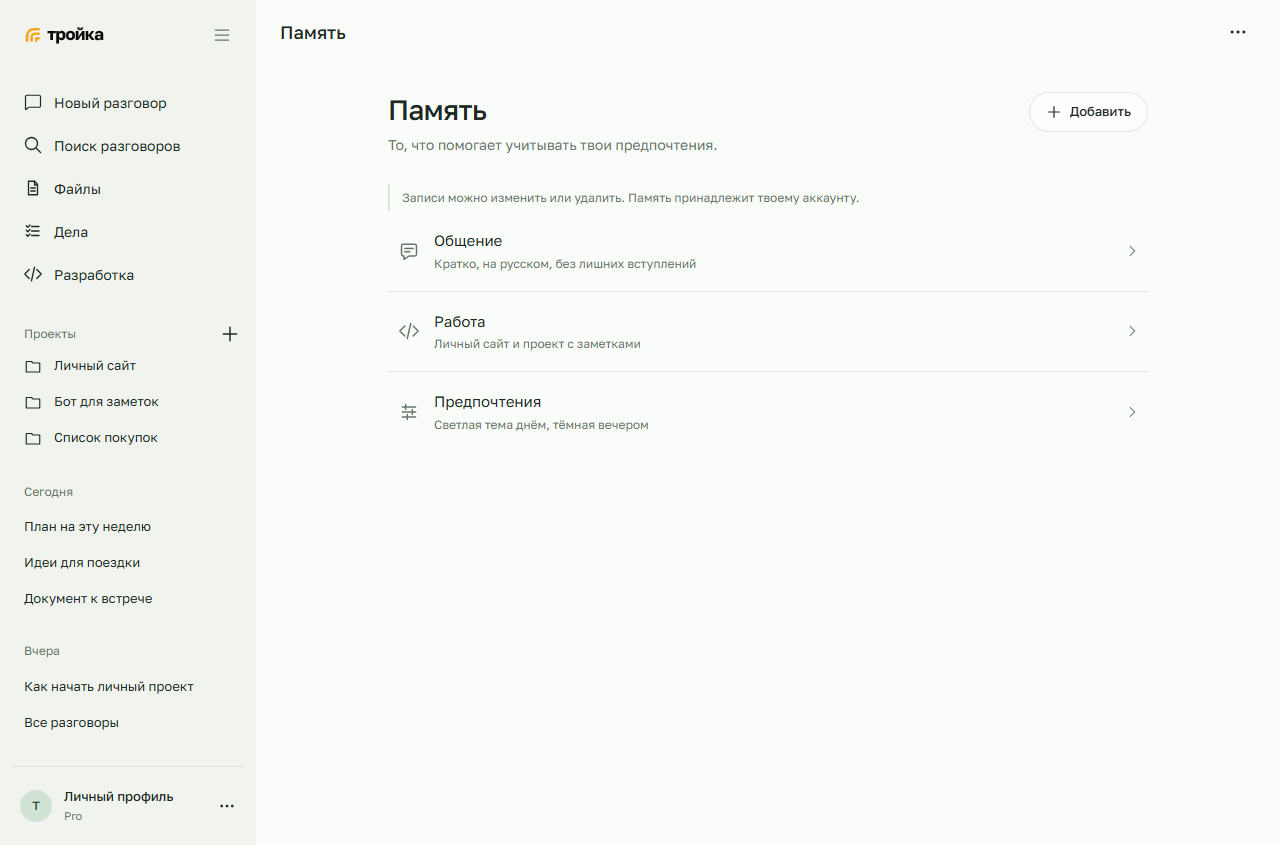 тройка
Новый разговор
Поиск разговоров
Файлы
Дела
Разработка
Проекты
Личный сайт
Бот для заметок
Список покупок
Сегодня
План на эту неделю
Идеи для поездки
Документ к встрече
Вчера
Как начать личный проект
Все разговоры
Т
Личный профиль
Pro
Память
Память
Добавить
То, что помогает учитывать твои предпочтения.
Записи можно изменить или удалить. Память принадлежит твоему аккаунту.
Общение
Кратко, на русском, без лишних вступлений
Работа
Личный сайт и проект с заметками
Предпочтения
Светлая тема днём, тёмная вечером